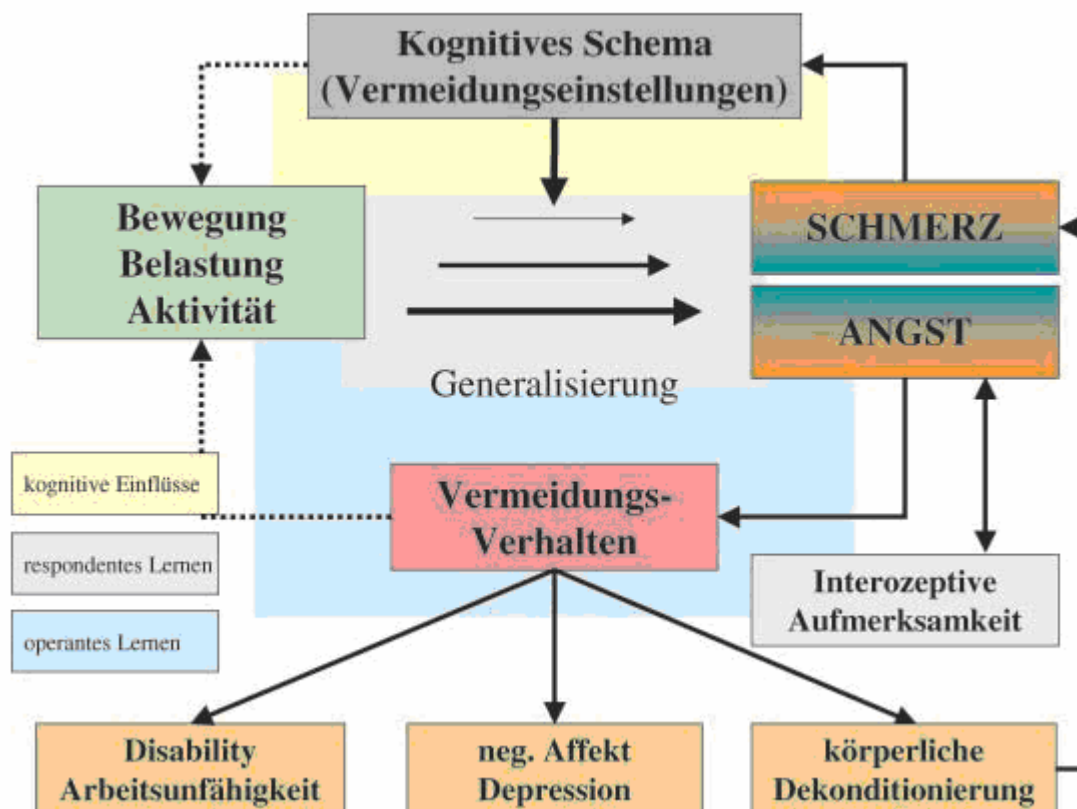 Kognitives Schema
(Vermeidungseinstellungen)
Bewegung
Belastung
Aktivität
SCHMERZ
ANGST
Generalisierung
kognitive Einflüsse
respondentes Lernen
operantes Lernen
Vermeidungs-
Verhalten
Interozeptive
Aufmerksamkeit
Disability
Arbeitsunfähigkeit
neg. Affekt
Depression
körperliche
Dekonditionierung